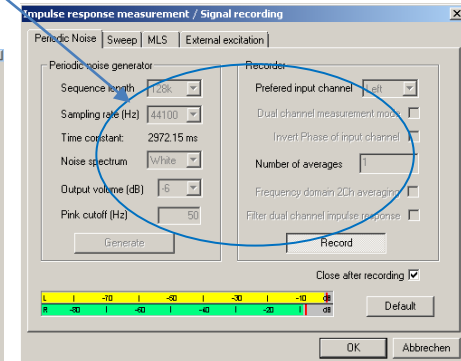 Impulse response measurement / Signal recording
Periodic Noise Sweep MLS External excitation
Periodic noise generator
Sequence length 128k
Sampling rate (Hz) 44100
Time constant: 2972.15 ms
Noise spectrum White
Output volume (dB) -6
Pink cutoff (Hz) 50
Generate
Recorder
Prefered input channel Left
Dual channel measurement mode
Invert Phase of input channel
Number of averages 1
Frequency domain 2Ch averaging
Filter dual channel impulse response
Record
Close after recording
L -70 -50 -30 -10 dB
R -80 -60 -40 -20 dB
Default
OK Abbrechen